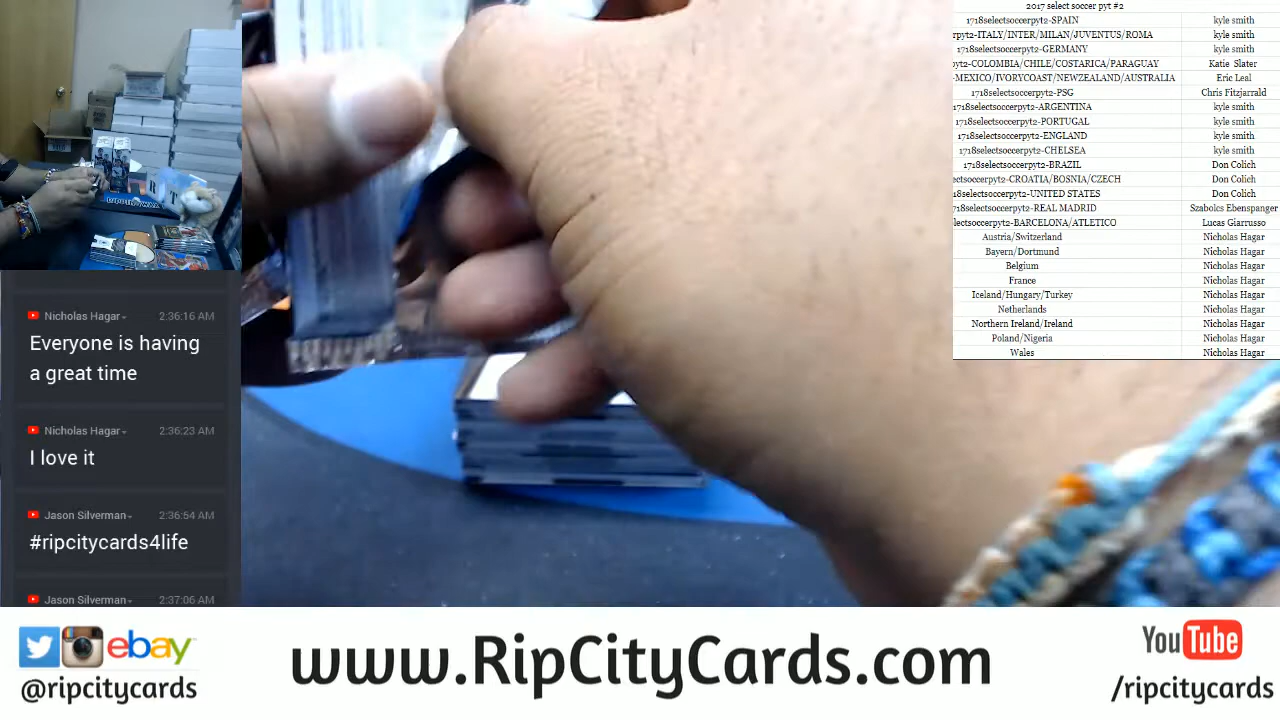 2017 select soccer pyt #2
1718selectsoccerpyt2-SPAIN kyle smith
rpyt2-ITALY/INTER/MILAN/JUVENTUS/ROMA kyle smith
1718selectsoccerpyt2-GERMANY kyle smith
pyt2-COLOMBIA/CHILE/COSTARICA/PARAGUAY Katie Slater
-MEXICO/IVORYCOAST/NEWZEALAND/AUSTRALIA Eric Leal
1718selectsoccerpyt2-PSG Chris Fitzjarrald
1718selectsoccerpyt2-ARGENTINA kyle smith
1718selectsoccerpyt2-PORTUGAL kyle smith
1718selectsoccerpyt2-ENGLAND kyle smith
1718selectsoccerpyt2-CHELSEA kyle smith
1718selectsoccerpyt2-BRAZIL Don Colich
ectsoccerpyt2-CROATIA/BOSNIA/CZECH Don Colich
18selectsoccerpyt2-UNITED STATES Don Colich
718selectsoccerpyt2-REAL MADRID Szabolcs Ebenspanger
lectsoccerpyt2-BARCELONA/ATLETICO Lucas Giarrusso
Austria/Switzerland Nicholas Hagar
Bayern/Dortmund Nicholas Hagar
Belgium Nicholas Hagar
France Nicholas Hagar
Iceland/Hungary/Turkey Nicholas Hagar
Netherlands Nicholas Hagar
Northern Ireland/Ireland Nicholas Hagar
Poland/Nigeria Nicholas Hagar
Wales Nicholas Hagar
Nicholas Hagar 2:36:16 AM
Everyone is having
a great time
Nicholas Hagar 2:36:23 AM
I love it
Jason Silverman 2:36:54 AM
#ripcitycards4life
Jason Silverman 2:37:06 AM
ebay
@ripcitycards
www.RipCityCards.com
YouTube
/ripcitycards